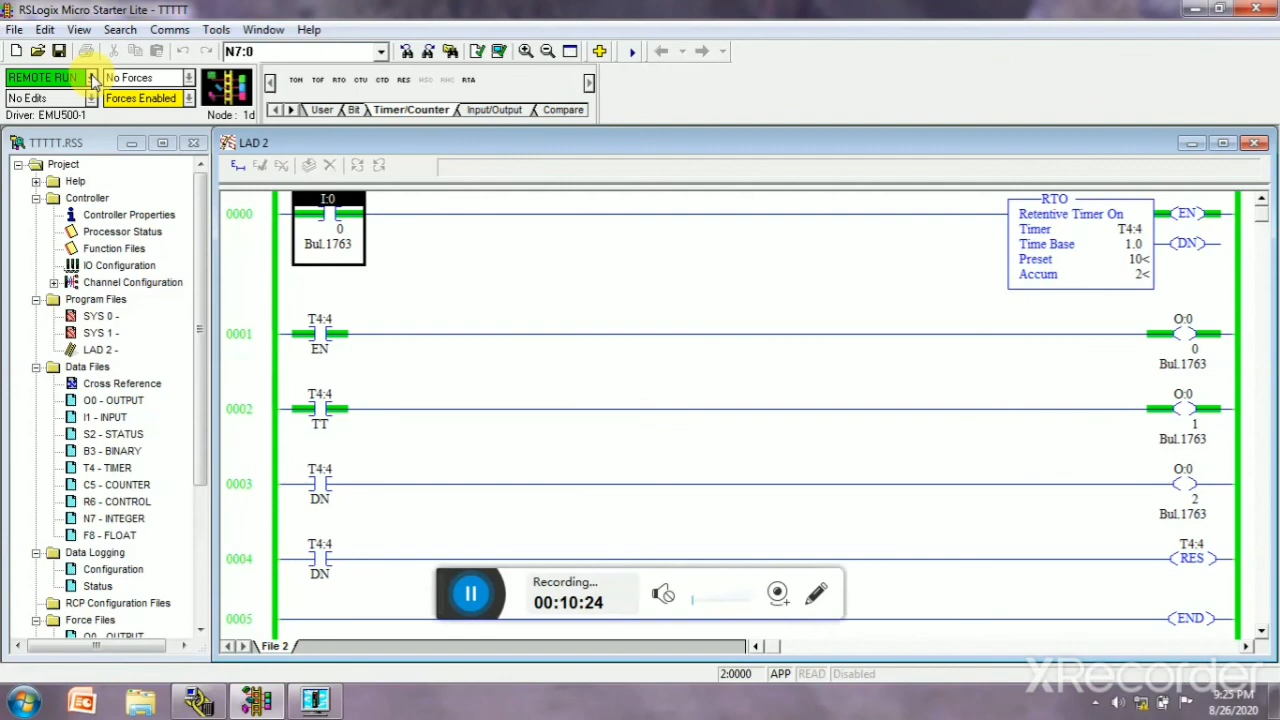 RSLogix Micro Starter Lite - TTTTT
File Edit View Search Comms Tools Window Help
N7:0
REMOTE RUN No Forces
No Edits Forces Enabled
Driver: EMU500-1 Node : 1d
TON TOF RTO CTU CTD RES HSC RHC RTA
User Bit Timer/Counter Input/Output Compare
TTTTT.RSS
Project
Help
Controller
Controller Properties
Processor Status
Function Files
IO Configuration
Channel Configuration
Program Files
SYS 0 -
SYS 1 -
LAD 2 -
Data Files
Cross Reference
O0 - OUTPUT
I1 - INPUT
S2 - STATUS
B3 - BINARY
T4 - TIMER
C5 - COUNTER
R6 - CONTROL
N7 - INTEGER
F8 - FLOAT
Data Logging
Configuration
Status
RCP Configuration Files
Force Files
O0 - OUTPUT
LAD 2
0000
I:0
0
Bul.1763
RTO
Retentive Timer On
Timer T4:4
Time Base 1.0
Preset 10<
Accum 2<
EN
DN
0001
T4:4
EN
O:0
0
Bul.1763
0002
T4:4
TT
O:0
1
Bul.1763
0003
T4:4
DN
O:0
2
Bul.1763
0004
T4:4
DN
T4:4
RES
0005
END
Recording...
00:10:24
File 2
2:0000 APP READ Disabled
XRecorder
9:25 PM
8/26/2020